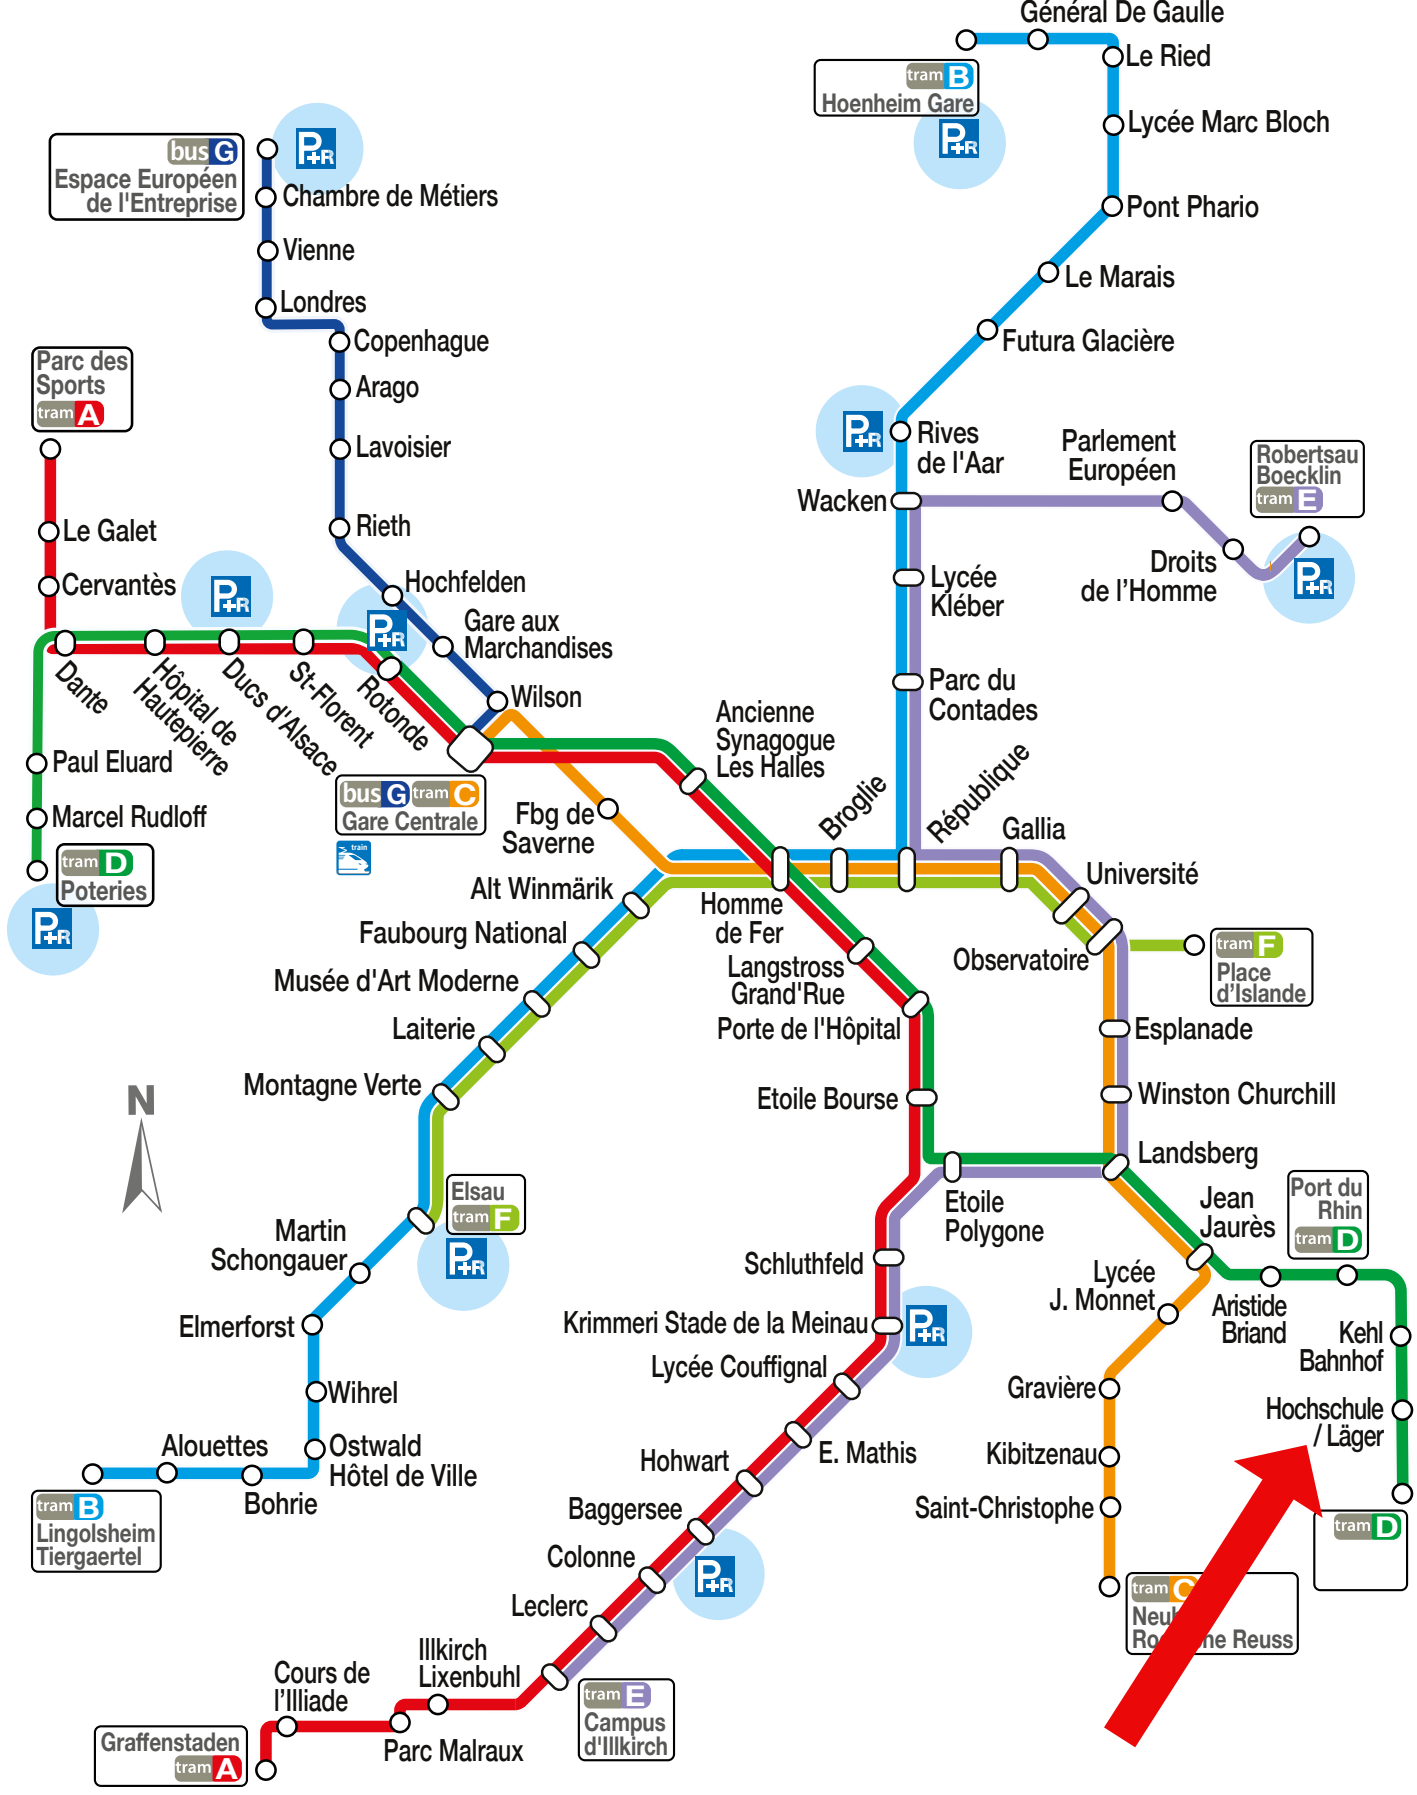 Général De Gaulle
Le Ried
tram B
Hoenheim Gare
P+R
Lycée Marc Bloch
Pont Phario
Le Marais
Futura Glacière
bus G
Espace Européen
de l'Entreprise
P+R
Chambre de Métiers
Vienne
Londres
Copenhague
Arago
Lavoisier
Rieth
Hochfelden
Gare aux
Marchandises
Wilson
Parc des
Sports
tram A
Le Galet
Cervantès
P+R
P+R
Dante
Hôpital de
Hautepierre
Ducs d'Alsace
St-Florent
Rotonde
Paul Eluard
Marcel Rudloff
tram D
Poteries
P+R
bus G tram C
Gare Centrale
train
P+R
Rives
de l'Aar
Wacken
Parlement
Européen
Robertsau
Boecklin
tram E
Droits
de l’Homme
P+R
Lycée
Kléber
Parc du
Contades
Ancienne
Synagogue
Les Halles
Broglie
République
Gallia
Université
Fbg de
Saverne
Alt Winmärik
Homme
de Fer
Faubourg National
Musée d'Art Moderne
Laiterie
Montagne Verte
Langstross
Grand'Rue
Porte de l'Hôpital
Observatoire
tram F
Place
d’Islande
Esplanade
Etoile Bourse
Winston Churchill
Landsberg
N
Elsau
tram F
P+R
Martin
Schongauer
Elmerforst
Wihrel
Alouettes
Ostwald
Hôtel de Ville
Bohrie
tram B
Lingolsheim
Tiergaertel
Etoile
Polygone
Jean
Jaurès
Port du
Rhin
tram D
Schluthfeld
Lycée
J. Monnet
Aristide
Briand
Kehl
Bahnhof
Krimmeri Stade de la Meinau
P+R
Lycée Couffignal
Gravière
Hochschule
/ Läger
E. Mathis
Hohwart
Kibitzenau
Baggersee
Saint-Christophe
tram D
Colonne
P+R
Leclerc
tram C
Reuss
Illkirch
Lixenbuhl
Cours de
l’Illiade
tram E
Campus
d'Illkirch
Graffenstaden
tram A
Parc Malraux